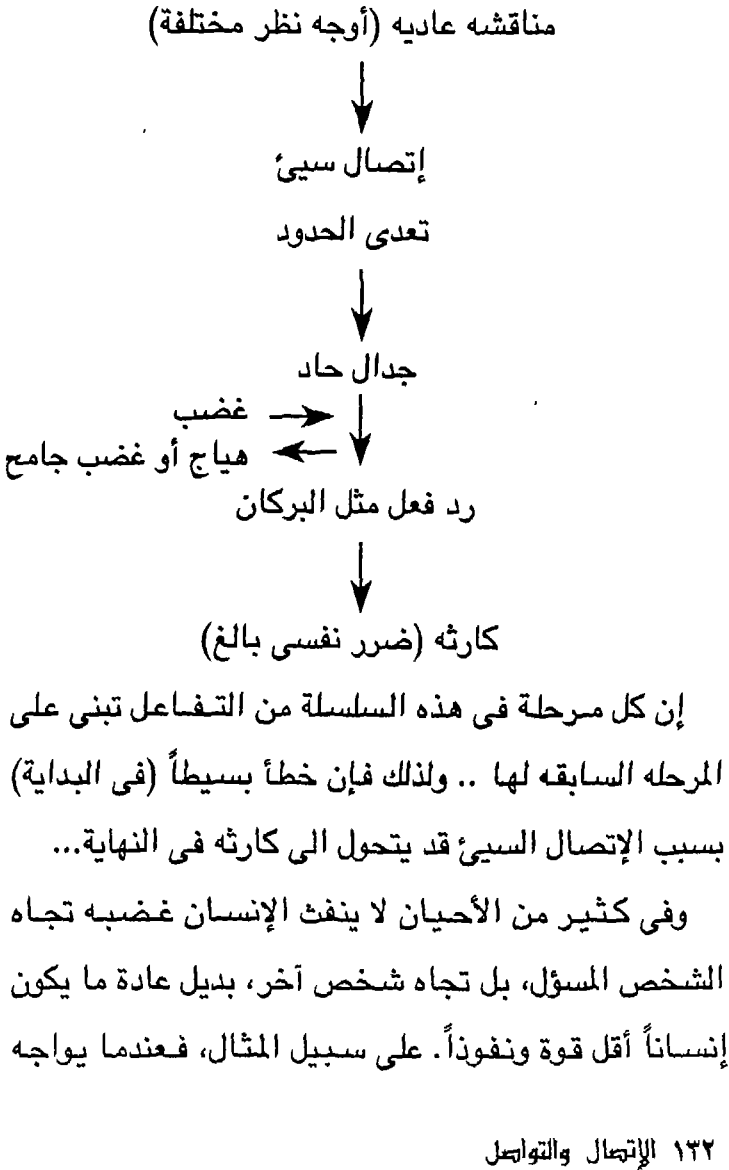 مناقشه عاديه (أوجه نظر مختلفة)
إتصال سيئ
تعدى الحدود
جدال حاد
غضب
هياج أو غضب جامح
رد فعل مثل البركان
كارثه (ضرر نفسى بالغ)
إن كل مرحلة فى هذه السلسلة من التفاعل تبنى على
المرحله السابقه لها .. ولذلك فإن خطأ بسيطاً (فى البداية)
بسبب الإتصال السيئ قد يتحول الى كارثه فى النهاية...
وفى كثير من الأحيان لا ينفث الإنسان غضبه تجاه
الشخص المسؤل، بل تجاه شخص آخر، بديل عادة ما يكون
إنساناً أقل قوة ونفوذاً. على سبيل المثال، فعندما يواجه
١٣٢ الإتصال والتواصل